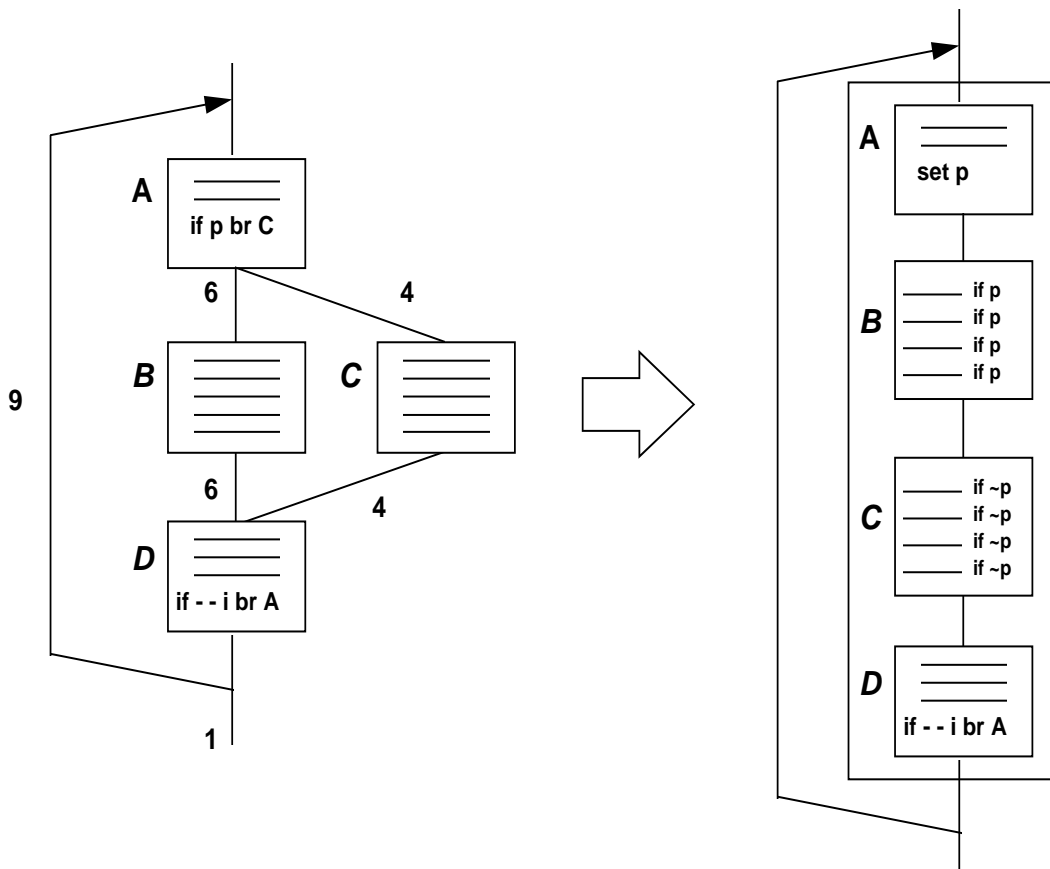 A
if p br C
6
4
B
C
9
6
4
D
if - - i br A
1
A
set p
B
if p
if p
if p
if p
C
if ~p
if ~p
if ~p
if ~p
D
if - - i br A